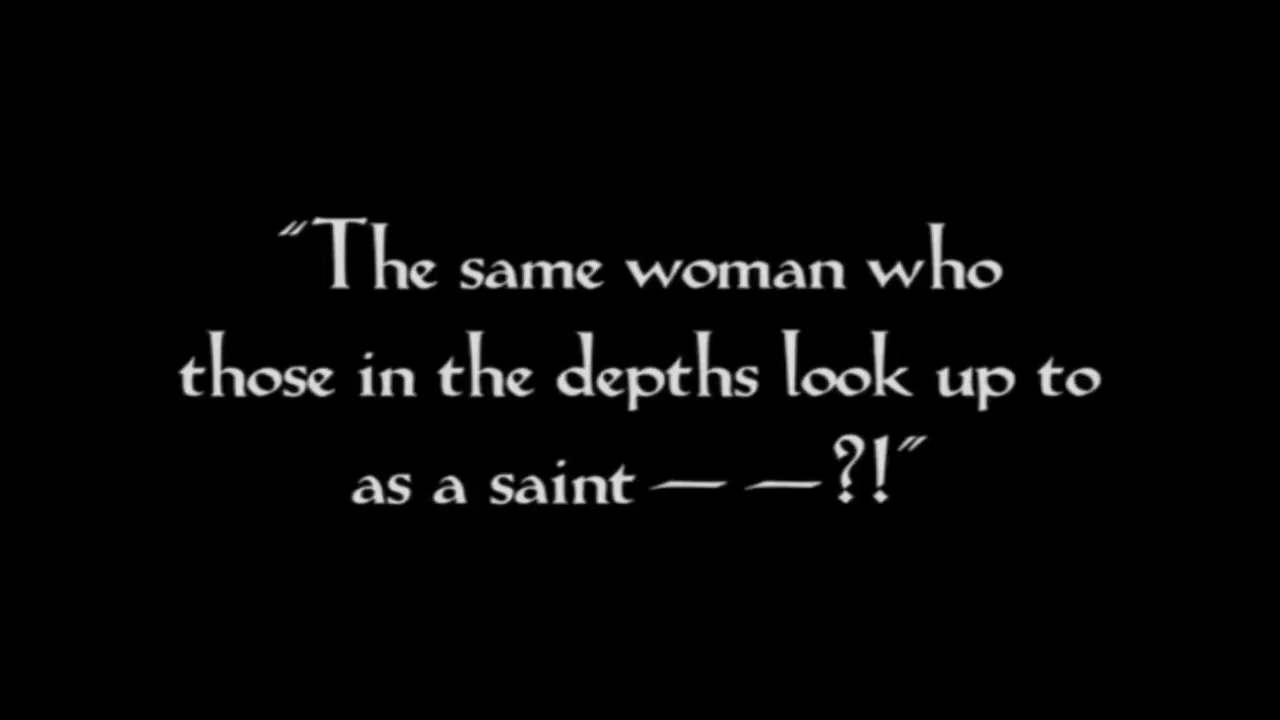 "The same woman who
those in the depths look up to
as a saint — —?!"